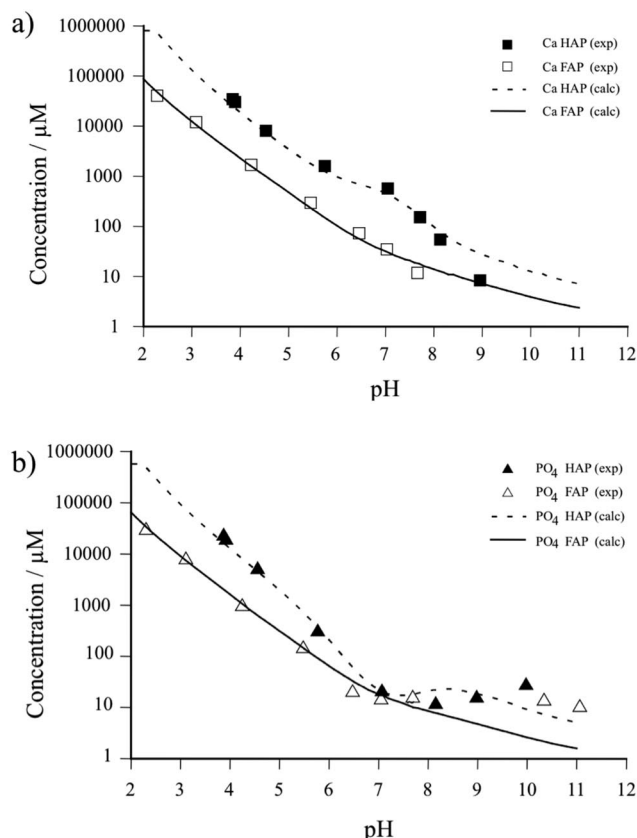 a)
1000000
100000
10000
1000
100
10
1
Concentraion / µM
2 3 4 5 6 7 8 9 10 11 12
pH
Ca HAP (exp)
Ca FAP (exp)
Ca HAP (calc)
Ca FAP (calc)
b)
1000000
100000
10000
1000
100
10
1
Concentration / µM
2 3 4 5 6 7 8 9 10 11 12
pH
PO4 HAP (exp)
PO4 FAP (exp)
PO4 HAP (calc)
PO4 FAP (calc)